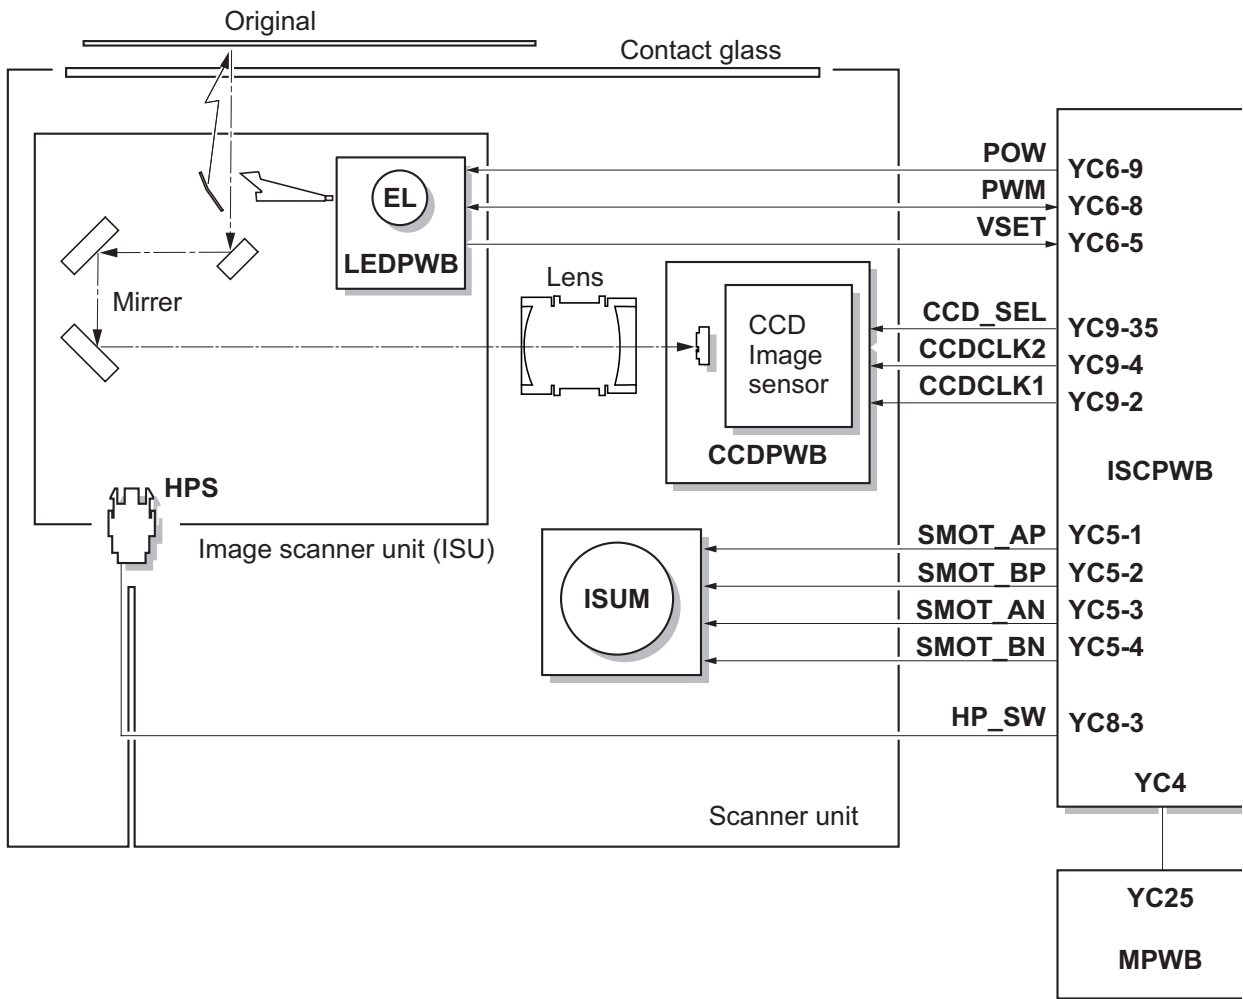 Original
Contact glass
POW
YC6-9
PWM
YC6-8
VSET
YC6-5
EL
LEDPWB
Lens
Mirrer
CCD
Image
sensor
CCDPWB
CCD_SEL
YC9-35
CCDCLK2
YC9-4
CCDCLK1
YC9-2
ISCPWB
HPS
Image scanner unit (ISU)
ISUM
SMOT_AP
YC5-1
SMOT_BP
YC5-2
SMOT_AN
YC5-3
SMOT_BN
YC5-4
HP_SW
YC8-3
YC4
Scanner unit
YC25
MPWB